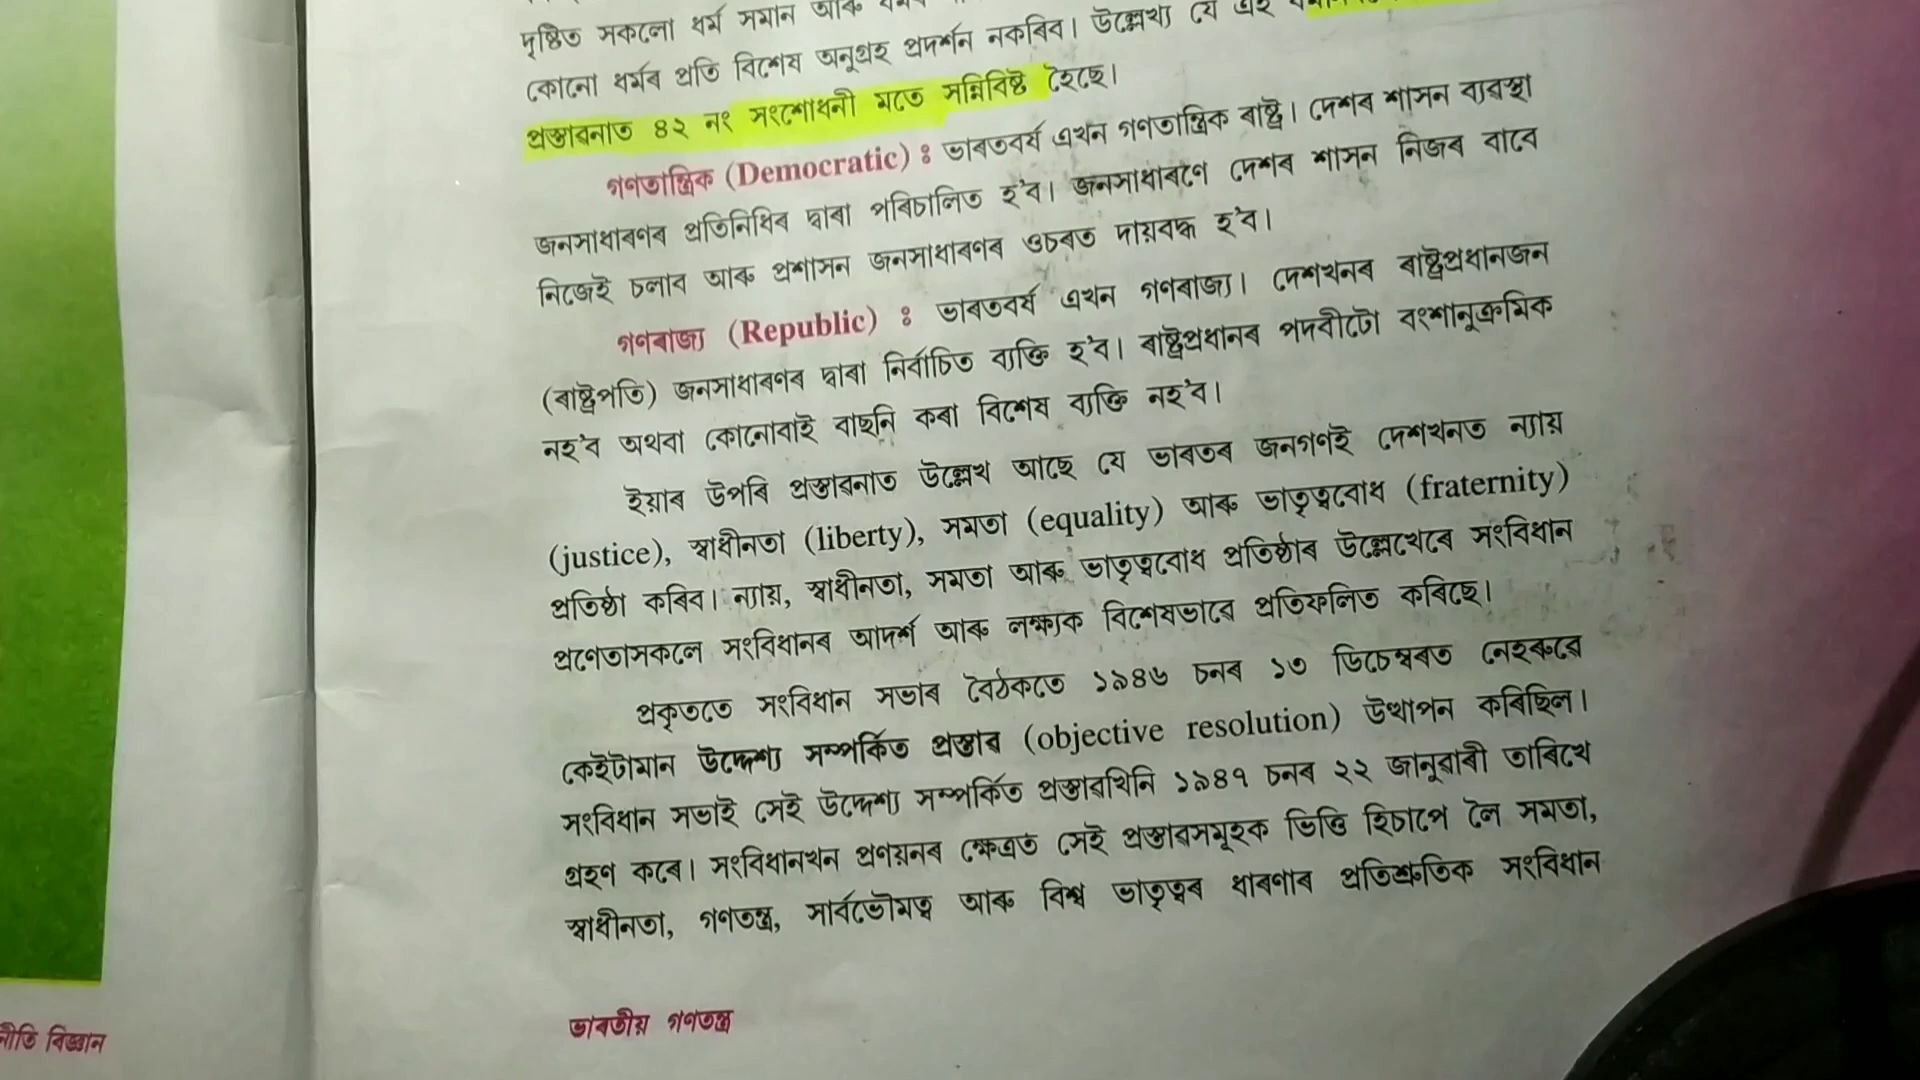 দৃষ্টিত সকলো ধৰ্ম সমান আৰু
কোনো ধৰ্মৰ প্ৰতি বিশেষ অনুগ্ৰহ প্ৰদৰ্শন নকৰিব। উল্লেখ্য যে এই
প্ৰস্তাৱনাত ৪২ নং সংশোধনী মতে সন্নিবিষ্ট হৈছে।
গণতান্ত্ৰিক (Democratic) : ভাৰতবৰ্ষ এখন গণতান্ত্ৰিক ৰাষ্ট্ৰ। দেশৰ শাসন ব্যৱস্থা
জনসাধাৰণৰ প্ৰতিনিধিৰ দ্বাৰা পৰিচালিত হ'ব। জনসাধাৰণে দেশৰ শাসন নিজৰ বাবে
নিজেই চলাব আৰু প্ৰশাসন জনসাধাৰণৰ ওচৰত দায়বদ্ধ হ'ব।
গণৰাজ্য (Republic) : ভাৰতবৰ্ষ এখন গণৰাজ্য। দেশখনৰ ৰাষ্ট্ৰপ্ৰধানজন
(ৰাষ্ট্ৰপতি) জনসাধাৰণৰ দ্বাৰা নিৰ্বাচিত ব্যক্তি হ'ব। ৰাষ্ট্ৰপ্ৰধানৰ পদবীটো বংশানুক্ৰমিক
নহ'ব অথবা কোনোবাই বাছনি কৰা বিশেষ ব্যক্তি নহ'ব।
ইয়াৰ উপৰি প্ৰস্তাৱনাত উল্লেখ আছে যে ভাৰতৰ জনগণই দেশখনত ন্যায়
(justice), স্বাধীনতা (liberty), সমতা (equality) আৰু ভাতৃত্ববোধ (fraternity)
প্ৰতিষ্ঠা কৰিব। ন্যায়, স্বাধীনতা, সমতা আৰু ভাতৃত্ববোধ প্ৰতিষ্ঠাৰ উল্লেখেৰে সংবিধান
প্ৰণেতাসকলে সংবিধানৰ আদৰ্শ আৰু লক্ষ্যক বিশেষভাৱে প্ৰতিফলিত কৰিছে।
প্ৰকৃততে সংবিধান সভাৰ বৈঠকতে ১৯৪৬ চনৰ ১৩ ডিচেম্বৰত নেহৰুৱে
কেইটামান উদ্দেশ্য সম্পৰ্কিত প্ৰস্তাৱ (objective resolution) উত্থাপন কৰিছিল।
সংবিধান সভাই সেই উদ্দেশ্য সম্পৰ্কিত প্ৰস্তাৱখিনি ১৯৪৭ চনৰ ২২ জানুৱাৰী তাৰিখে
গ্ৰহণ কৰে। সংবিধানখন প্ৰণয়নৰ ক্ষেত্ৰত সেই প্ৰস্তাৱসমূহক ভিত্তি হিচাপে লৈ সমতা,
স্বাধীনতা, গণতন্ত্ৰ, সাৰ্বভৌমত্ব আৰু বিশ্ব ভাতৃত্বৰ ধাৰণাৰ প্ৰতিশ্ৰুতিক সংবিধান
ভাৰতীয় গণতন্ত্ৰ
নীতি বিজ্ঞান